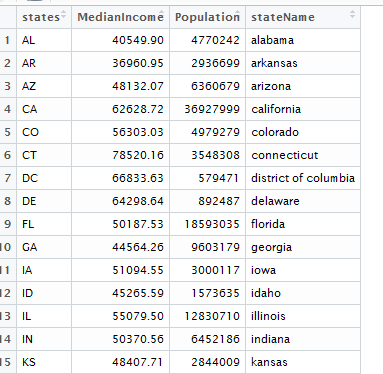 states MedianIncome Population stateName
1 AL 40549.90 4770242 alabama
2 AR 36960.95 2936699 arkansas
3 AZ 48132.07 6360679 arizona
4 CA 62628.72 36927999 california
5 CO 56303.03 4979279 colorado
6 CT 78520.16 3548308 connecticut
7 DC 66833.63 579471 district of columbia
8 DE 64298.64 892487 delaware
9 FL 50187.53 18593035 florida
10 GA 44564.26 9603179 georgia
11 IA 51094.55 3000117 iowa
12 ID 45265.59 1573635 idaho
13 IL 55079.50 12830710 illinois
14 IN 50370.56 6452186 indiana
15 KS 48407.71 2844009 kansas